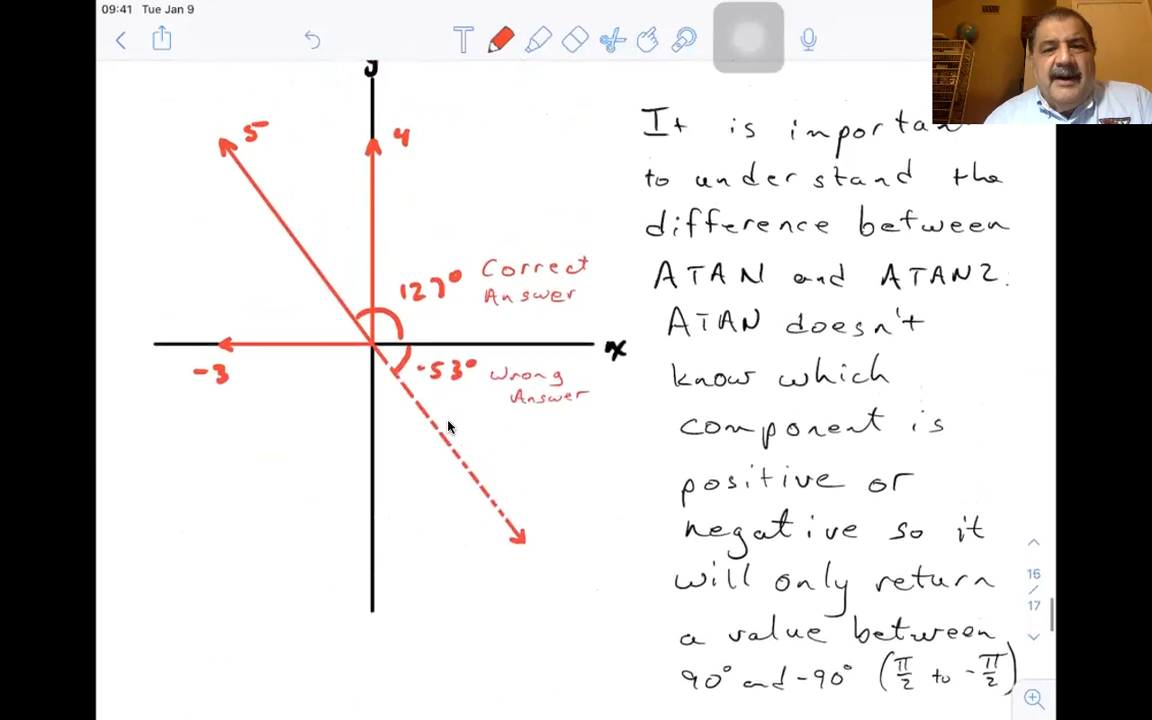 09:41 Tue Jan 9
T
y
5
4
127° Correct
Answer
x
-3
-53° Wrong
Answer
It is importan
to understand the
difference between
ATAN and ATAN2.
ATAN doesn't
know which
component is
positive or
negative so it
will only return
a value between
90° and -90° (π/2 to -π/2)
16
/
17